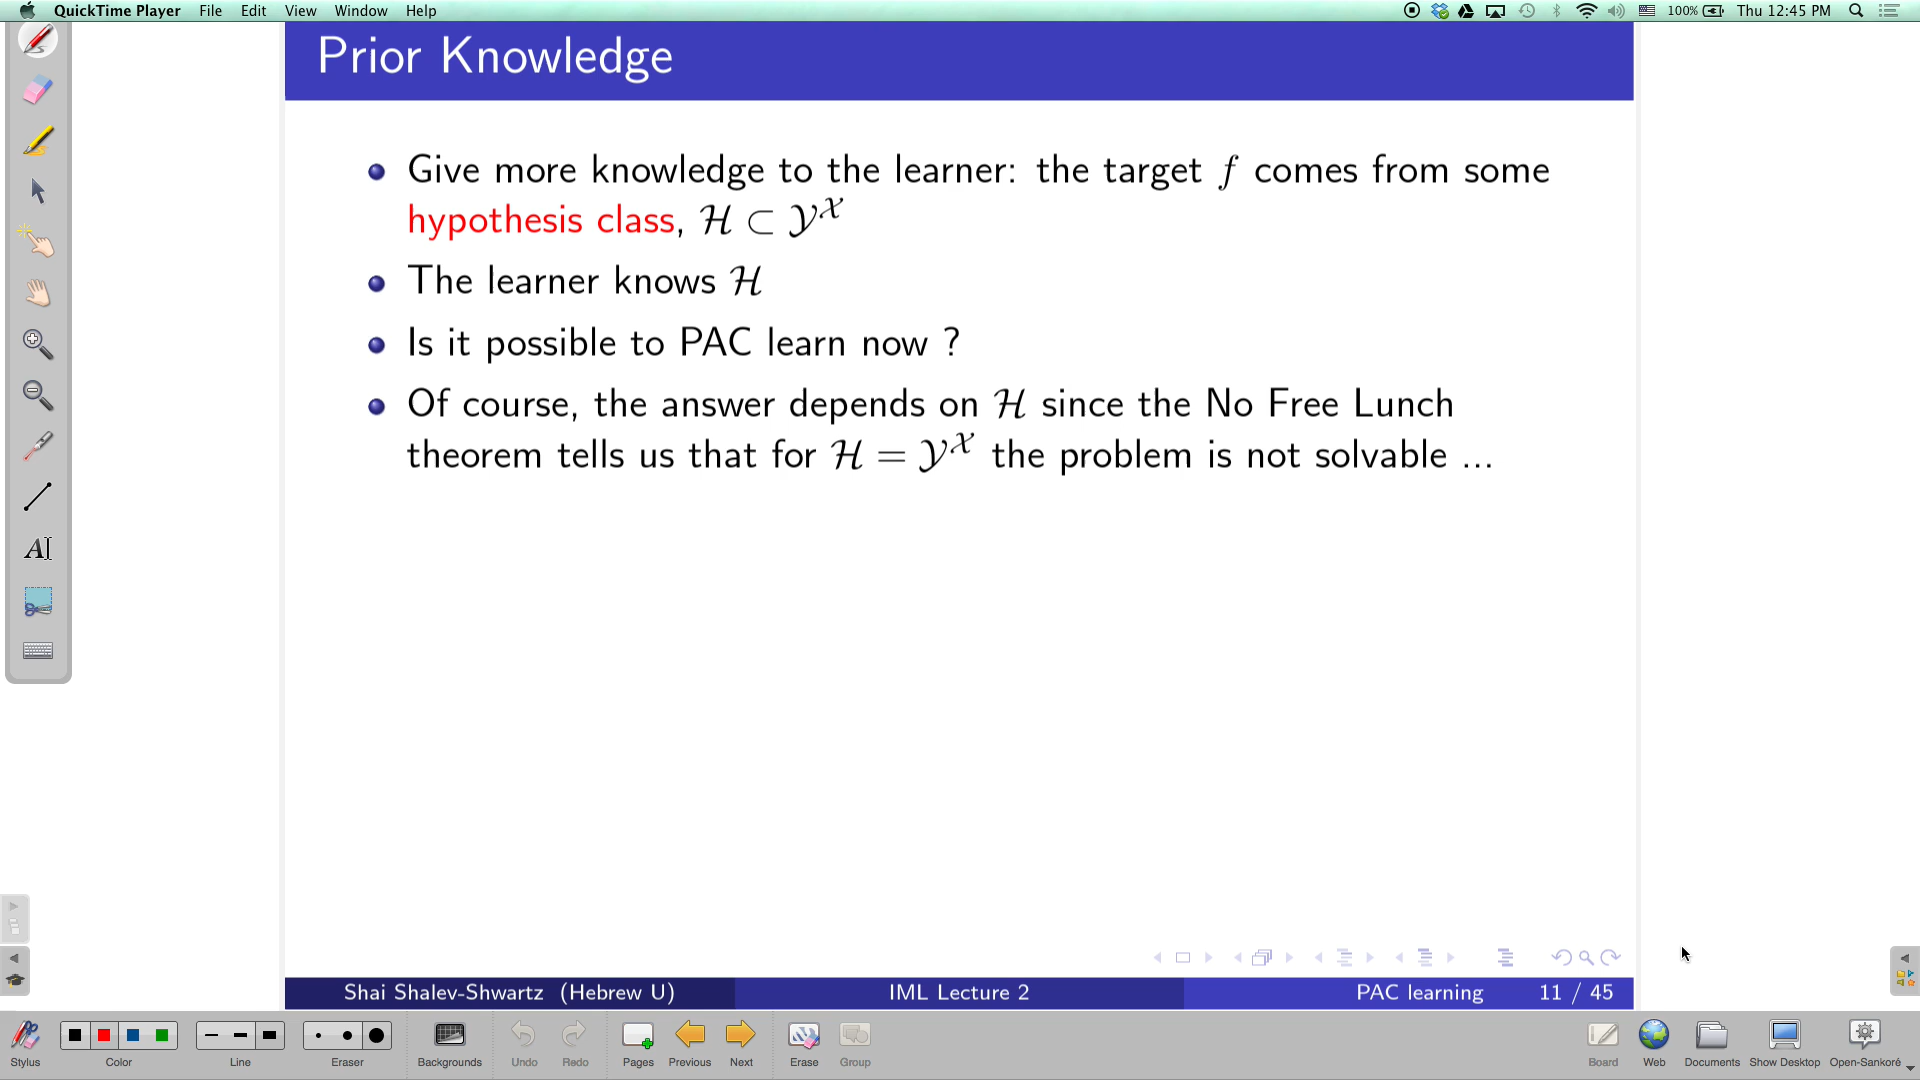 QuickTime Player File Edit View Window Help 100% Thu 12:45 PM
Prior Knowledge
Give more knowledge to the learner: the target f comes from some
hypothesis class, ℋ ⊂ 𝒴^𝒳
The learner knows ℋ
Is it possible to PAC learn now ?
Of course, the answer depends on ℋ since the No Free Lunch
theorem tells us that for ℋ = 𝒴^𝒳 the problem is not solvable ...
Shai Shalev-Shwartz (Hebrew U) IML Lecture 2 PAC learning 11 / 45
Stylus Color Line Eraser Backgrounds Undo Redo Pages Previous Next Erase Group Board Web Documents Show Desktop Open-Sankoré